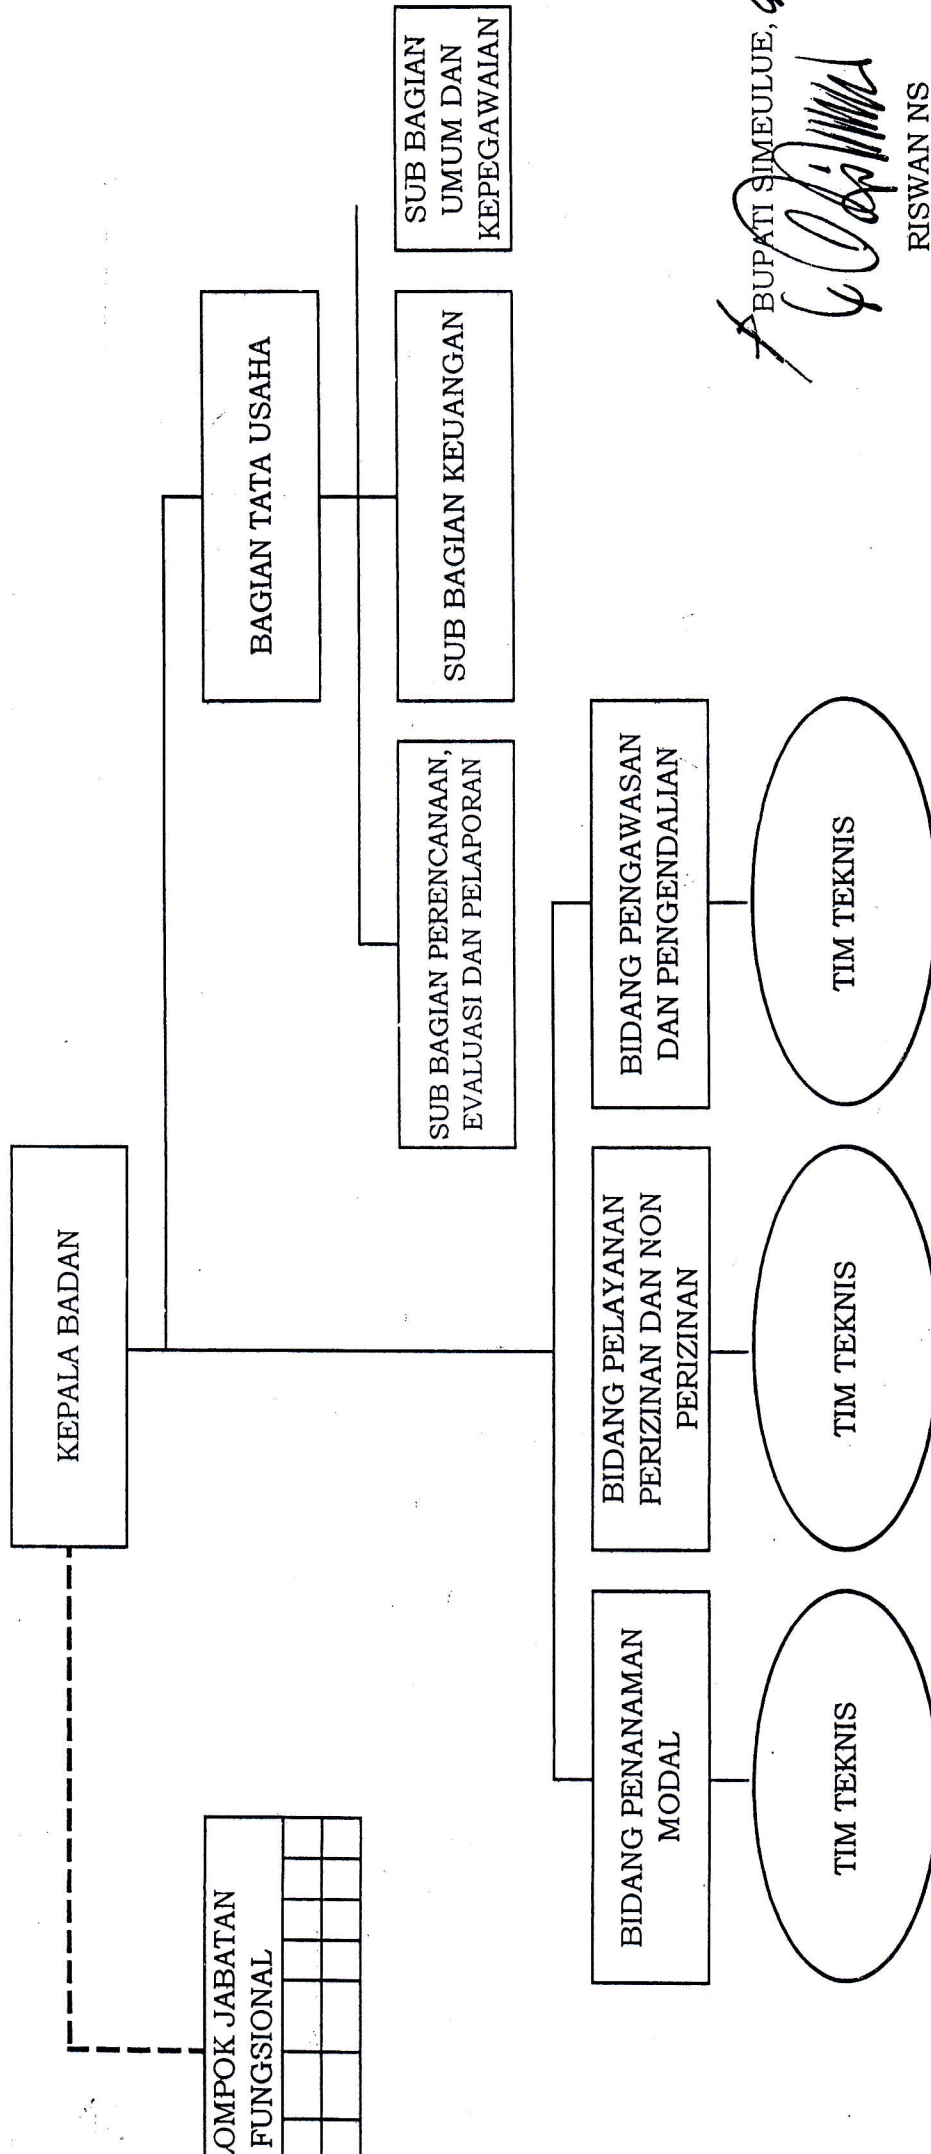 KEPALA BADAN
OMPOK JABATAN
FUNGSIONAL
BAGIAN TATA USAHA
SUB BAGIAN PERENCANAAN,
EVALUASI DAN PELAPORAN
SUB BAGIAN KEUANGAN
SUB BAGIAN
UMUM DAN
KEPEGAWAIAN
BIDANG PENANAMAN
MODAL
BIDANG PELAYANAN
PERIZINAN DAN NON
PERIZINAN
BIDANG PENGAWASAN
DAN PENGENDALIAN
TIM TEKNIS
TIM TEKNIS
TIM TEKNIS
BUPATI SIMEULUE,
RISWAN NS